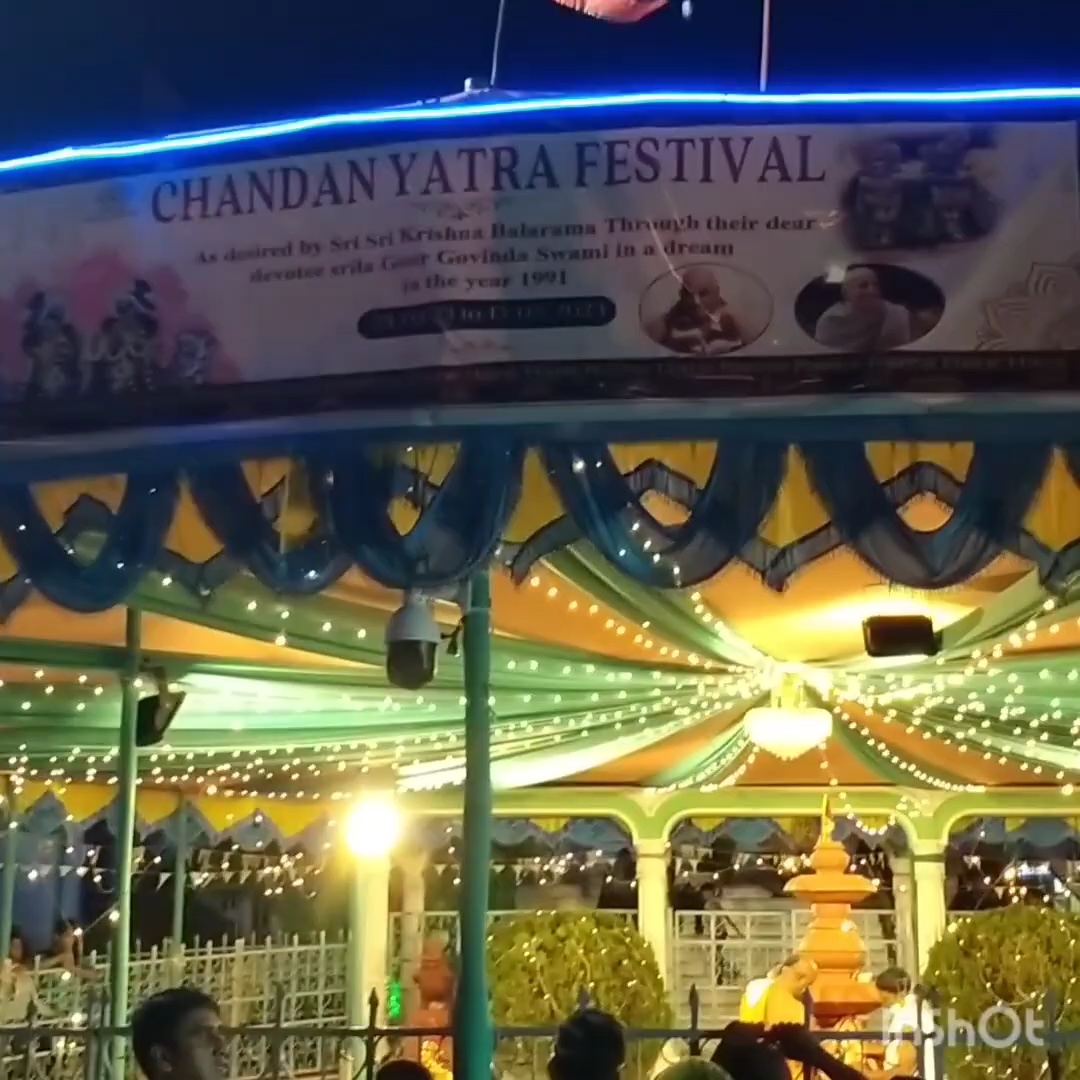 CHANDAN YATRA FESTIVAL
As desired by Sri Sri Krishna Balarama Through their dear
devotee srila Gour Govinda Swami in a dream
in the year 1991
InShOt